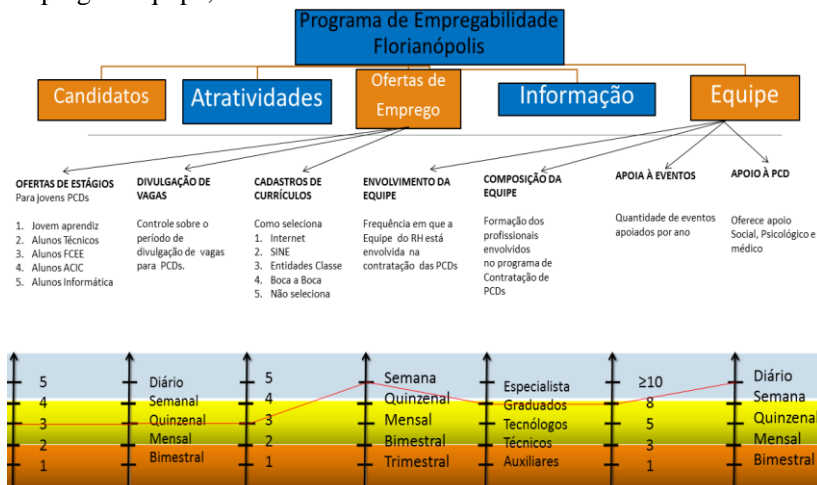 Programa de Empregabilidade
Florianópolis
Candidatos
Atratividades
Ofertas de
Emprego
Informação
Equipe
OFERTAS DE ESTÁGIOS
Para jovens PCDs
1. Jovem aprendiz
2. Alunos Técnicos
3. Alunos FCEE
4. Alunos ACIC
5. Alunos Informática
DIVULGAÇÃO DE
VAGAS
Controle sobre o
período de
divulgação de vagas
para PCDs.
CADASTROS DE
CURRÍCULOS
Como seleciona
1. Internet
2. SINE
3. Entidades Classe
4. Boca a Boca
5. Não seleciona
ENVOLVIMENTO DA
EQUIPE
Frequência em que a
Equipe do RH está
envolvida na
contratação das PCDs
COMPOSIÇÃO DA
EQUIPE
Formação dos
profissionais
envolvidos
no programa de
Contratação de
PCDs
APOIA À EVENTOS
Quantidade de eventos
apoiados por ano
APOIO À PCD
Oferece apoio
Social, Psicológico e
médico
5
4
3
2
1
Diário
Semanal
Quinzenal
Mensal
Bimestral
5
4
3
2
1
Semana
Quinzenal
Mensal
Bimestral
Trimestral
Especialista
Graduados
Tecnólogos
Técnicos
Auxiliares
≥10
8
5
3
1
Diário
Semana
Quinzenal
Mensal
Bimestral